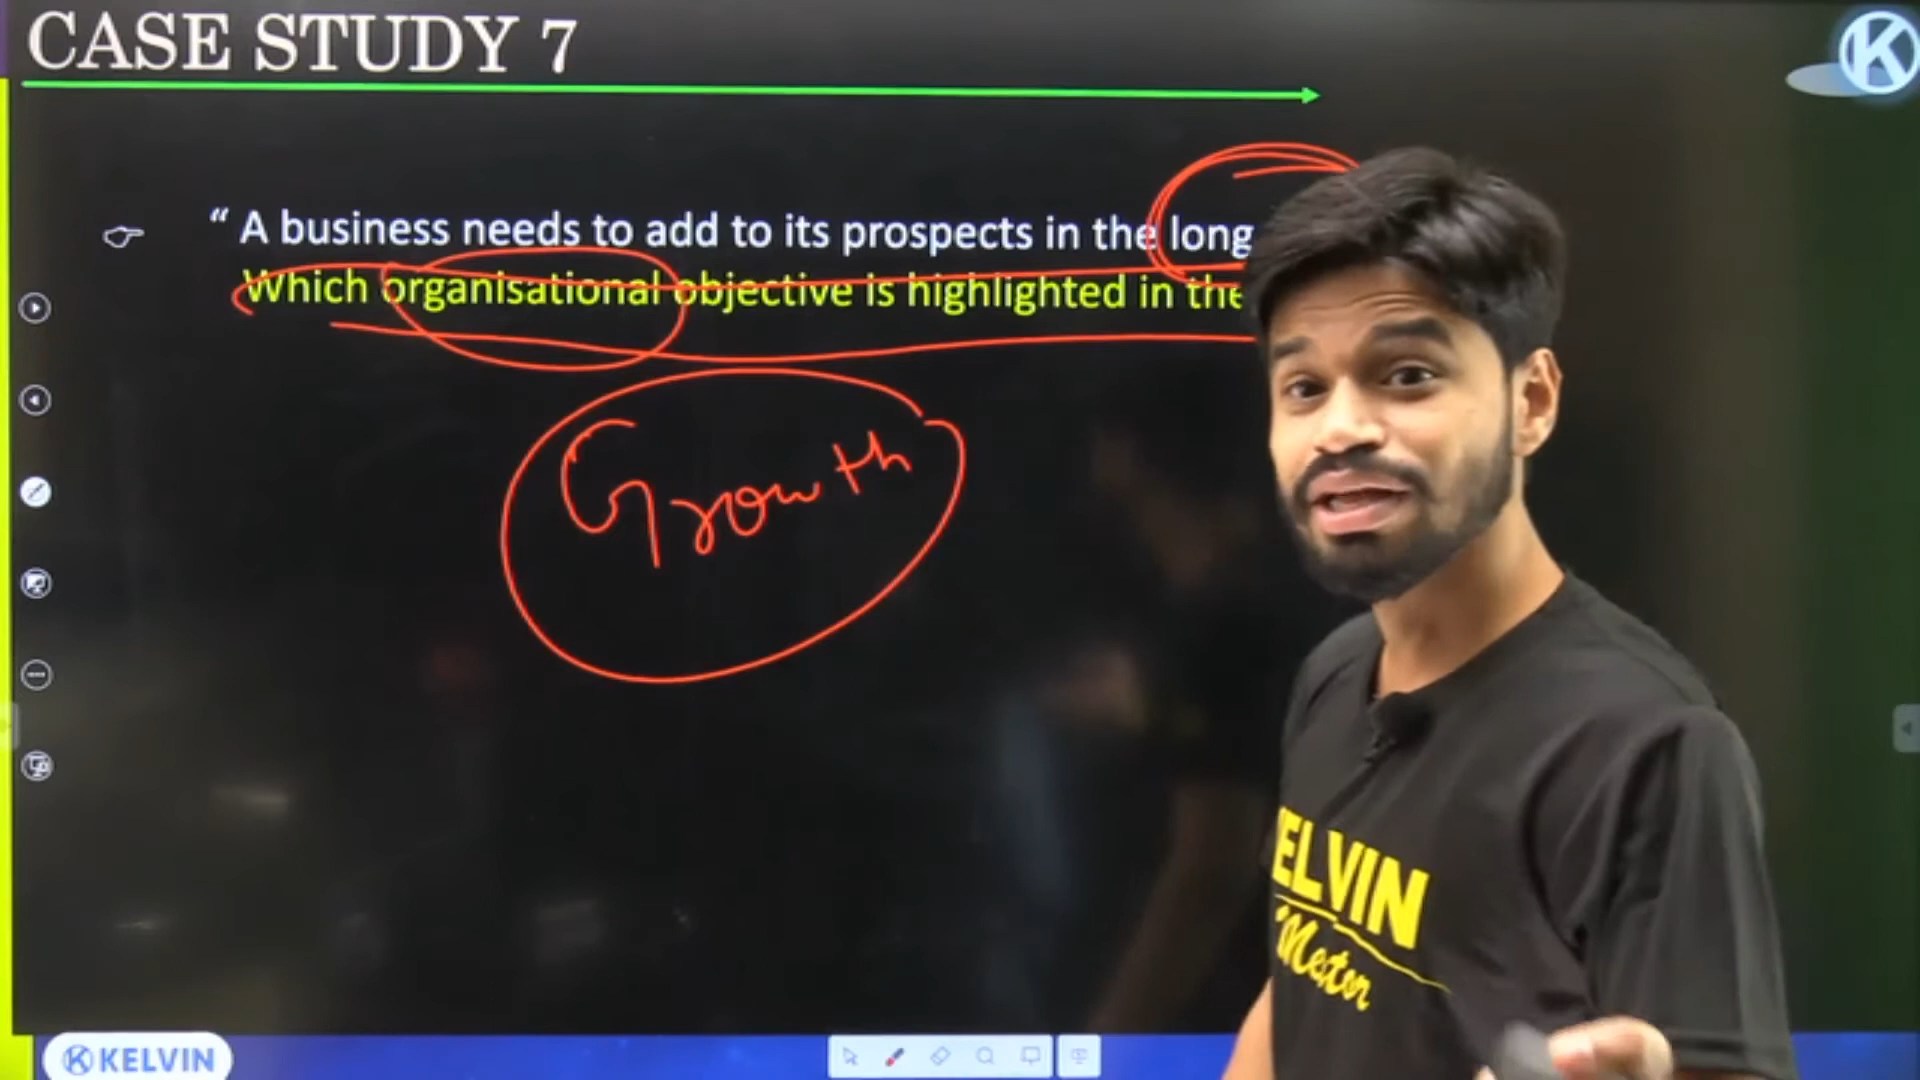 CASE STUDY 7
“ A business needs to add to its prospects in the long
Which organisational objective is highlighted in the
Growth
ELVIN
KELVIN